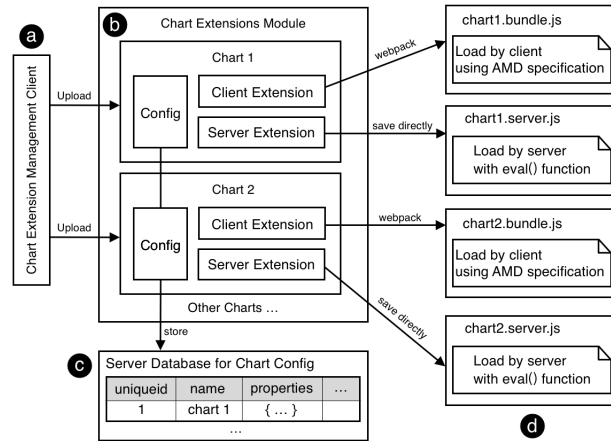 a
Chart Extension Management Client
Upload
Upload
b
Chart Extensions Module
Chart 1
Config
Client Extension
Server Extension
Chart 2
Config
Client Extension
Server Extension
Other Charts ...
store
webpack
save directly
webpack
save directly
c
Server Database for Chart Config
uniqueid name properties ...
1 chart 1 { ... }
...
chart1.bundle.js
Load by client
using AMD specification
chart1.server.js
Load by server
with eval() function
chart2.bundle.js
Load by client
using AMD specification
chart2.server.js
Load by server
with eval() function
d